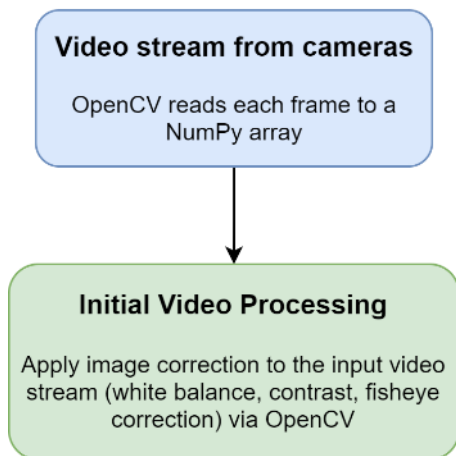 Video stream from cameras
OpenCV reads each frame to a
NumPy array
Initial Video Processing
Apply image correction to the input video
stream (white balance, contrast, fisheye
correction) via OpenCV